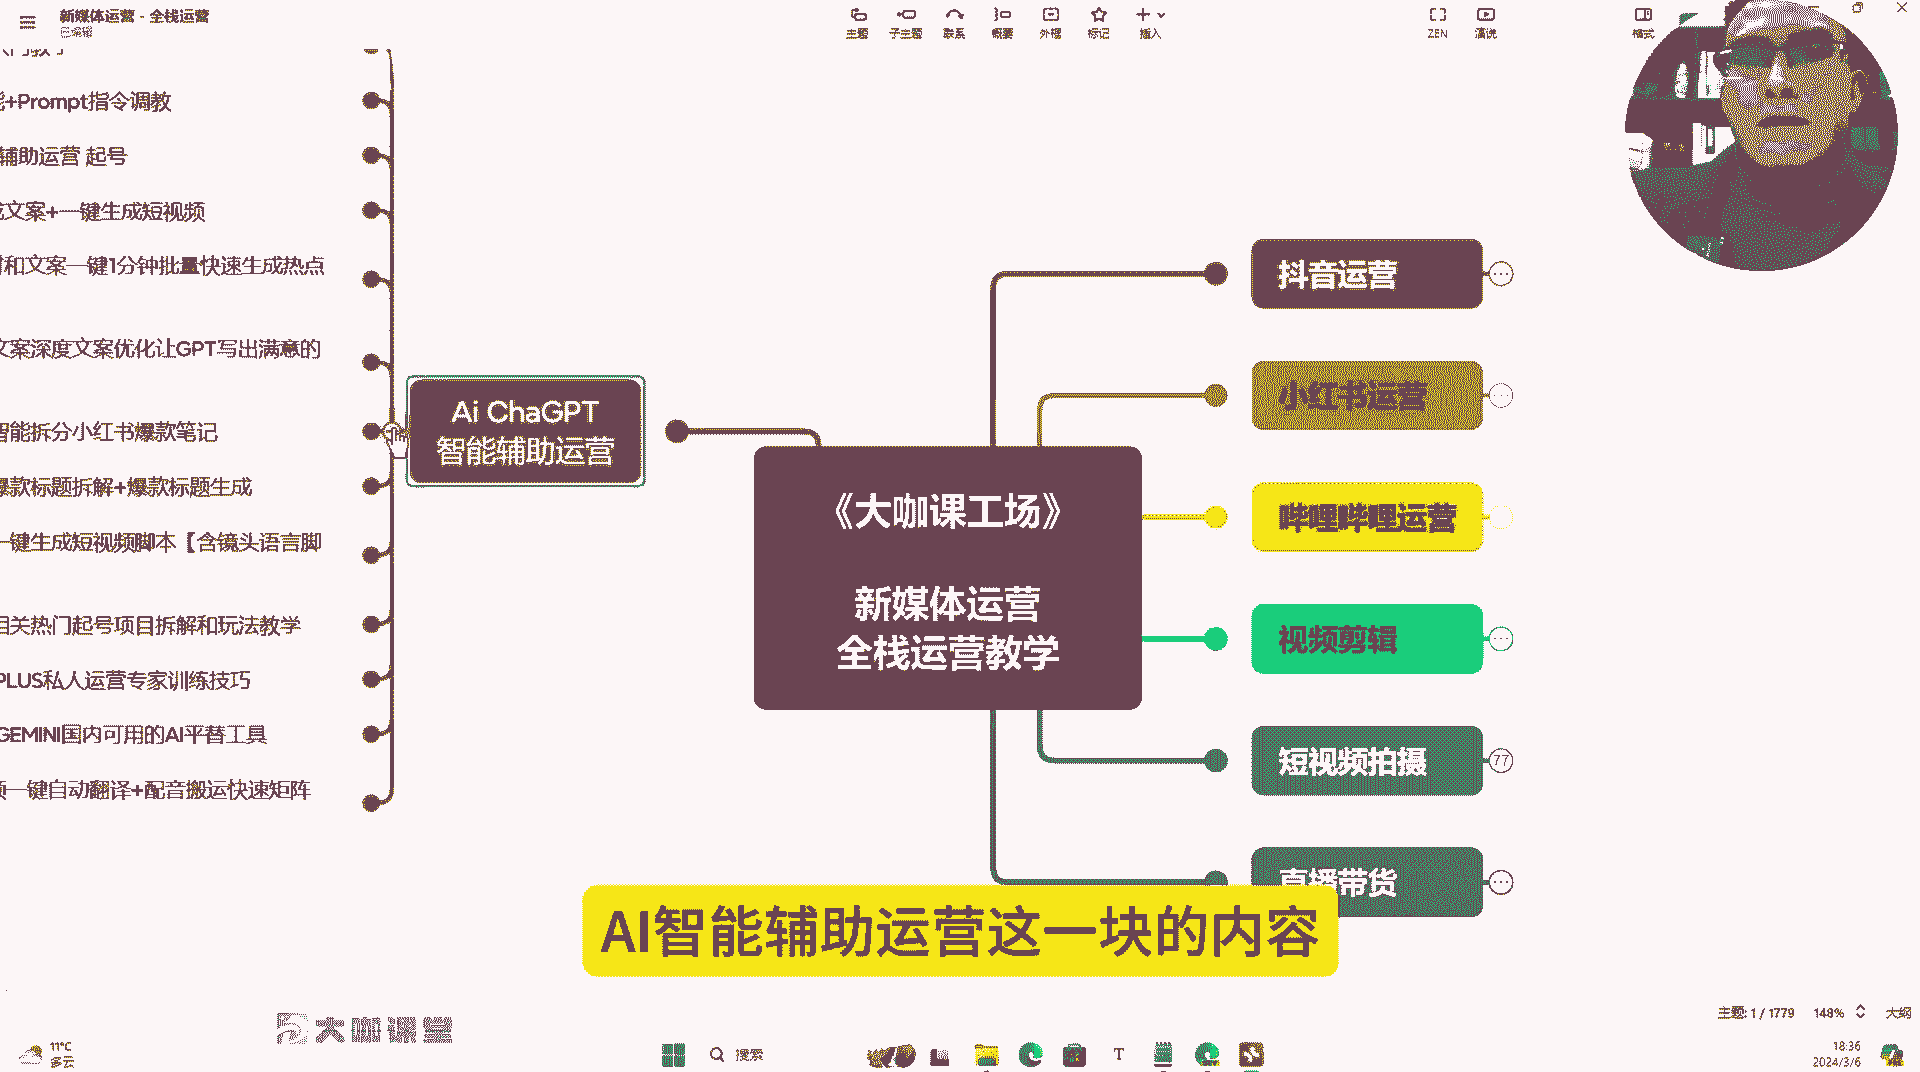 新媒体运营 - 全栈运营
已编辑
主题
子主题
联系
概要
外框
标记
插入
ZEN
演说
格式
入门教学
能+Prompt指令调教
辅助运营 起号
文案+一键生成短视频
和文案一键1分钟批量快速生成热点
文案深度文案优化让GPT写出满意的
智能拆分小红书爆款笔记
爆款标题拆解+爆款标题生成
一键生成短视频脚本【含镜头语言脚
相关热门起号项目拆解和玩法教学
PLUS私人运营专家训练技巧
GEMINI国内可用的AI平替工具
频一键自动翻译+配音搬运快速矩阵
Ai ChaGPT
智能辅助运营
《大咖课工场》
新媒体运营
全栈运营教学
抖音运营
小红书运营
哔哩哔哩运营
视频剪辑
短视频拍摄
77
直播带货
AI智能辅助运营这一块的内容
大咖课堂
主题: 1 / 1779
148%
大纲
11°C
多云
搜索
18:36
2024/3/6